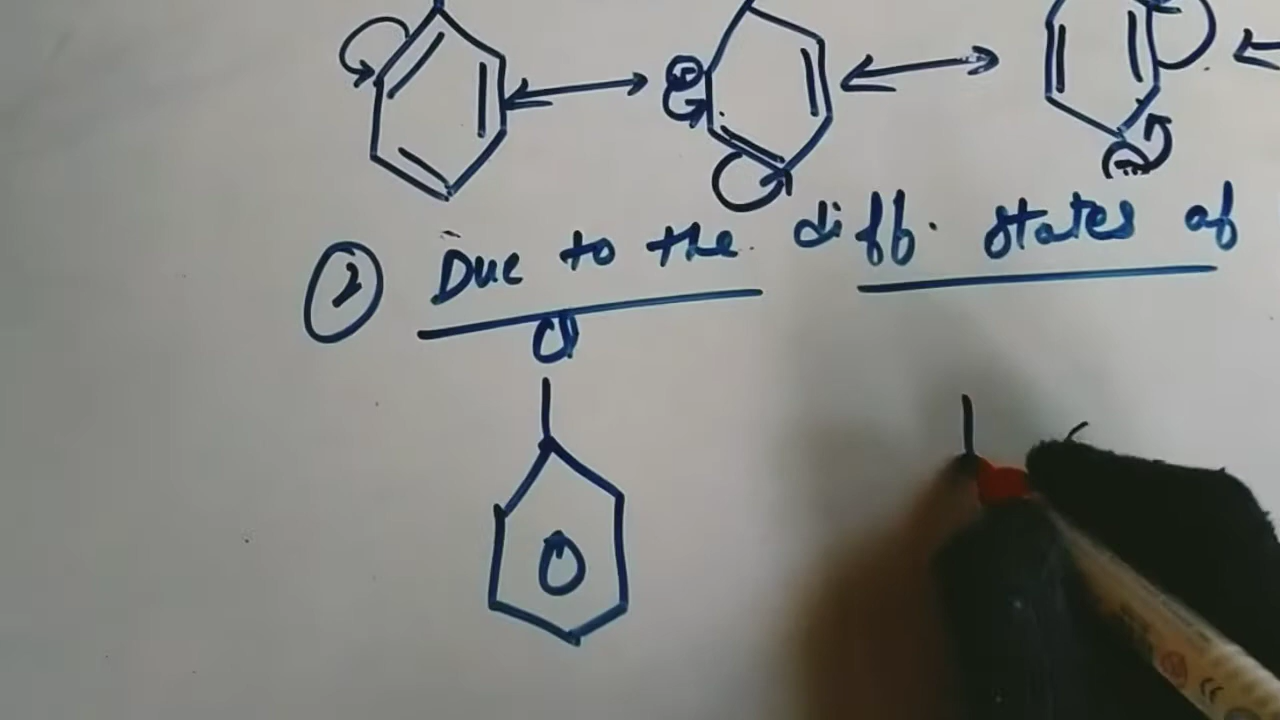 ② Due to the diff. states of
Cl